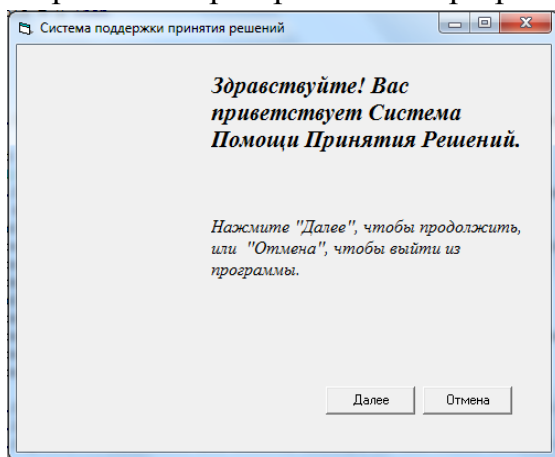 Система поддержки принятия решений
Здравствуйте! Вас
приветствует Система
Помощи Принятия Решений.
Нажмите "Далее", чтобы продолжить,
или "Отмена", чтобы выйти из
программы.
Далее Отмена